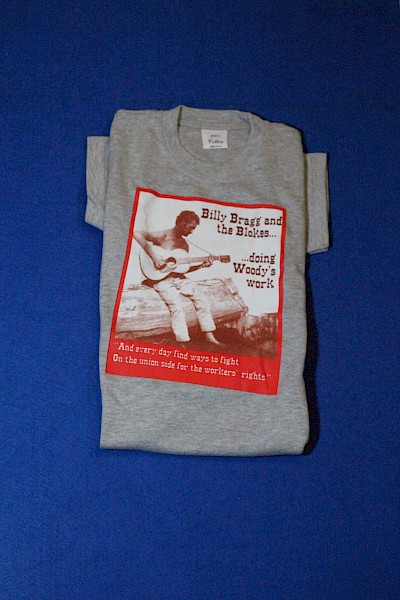 Billy Bragg and
the Blokes...
...doing
Woody's
work
"And every day find ways to fight
On the union side for the workers' rights"